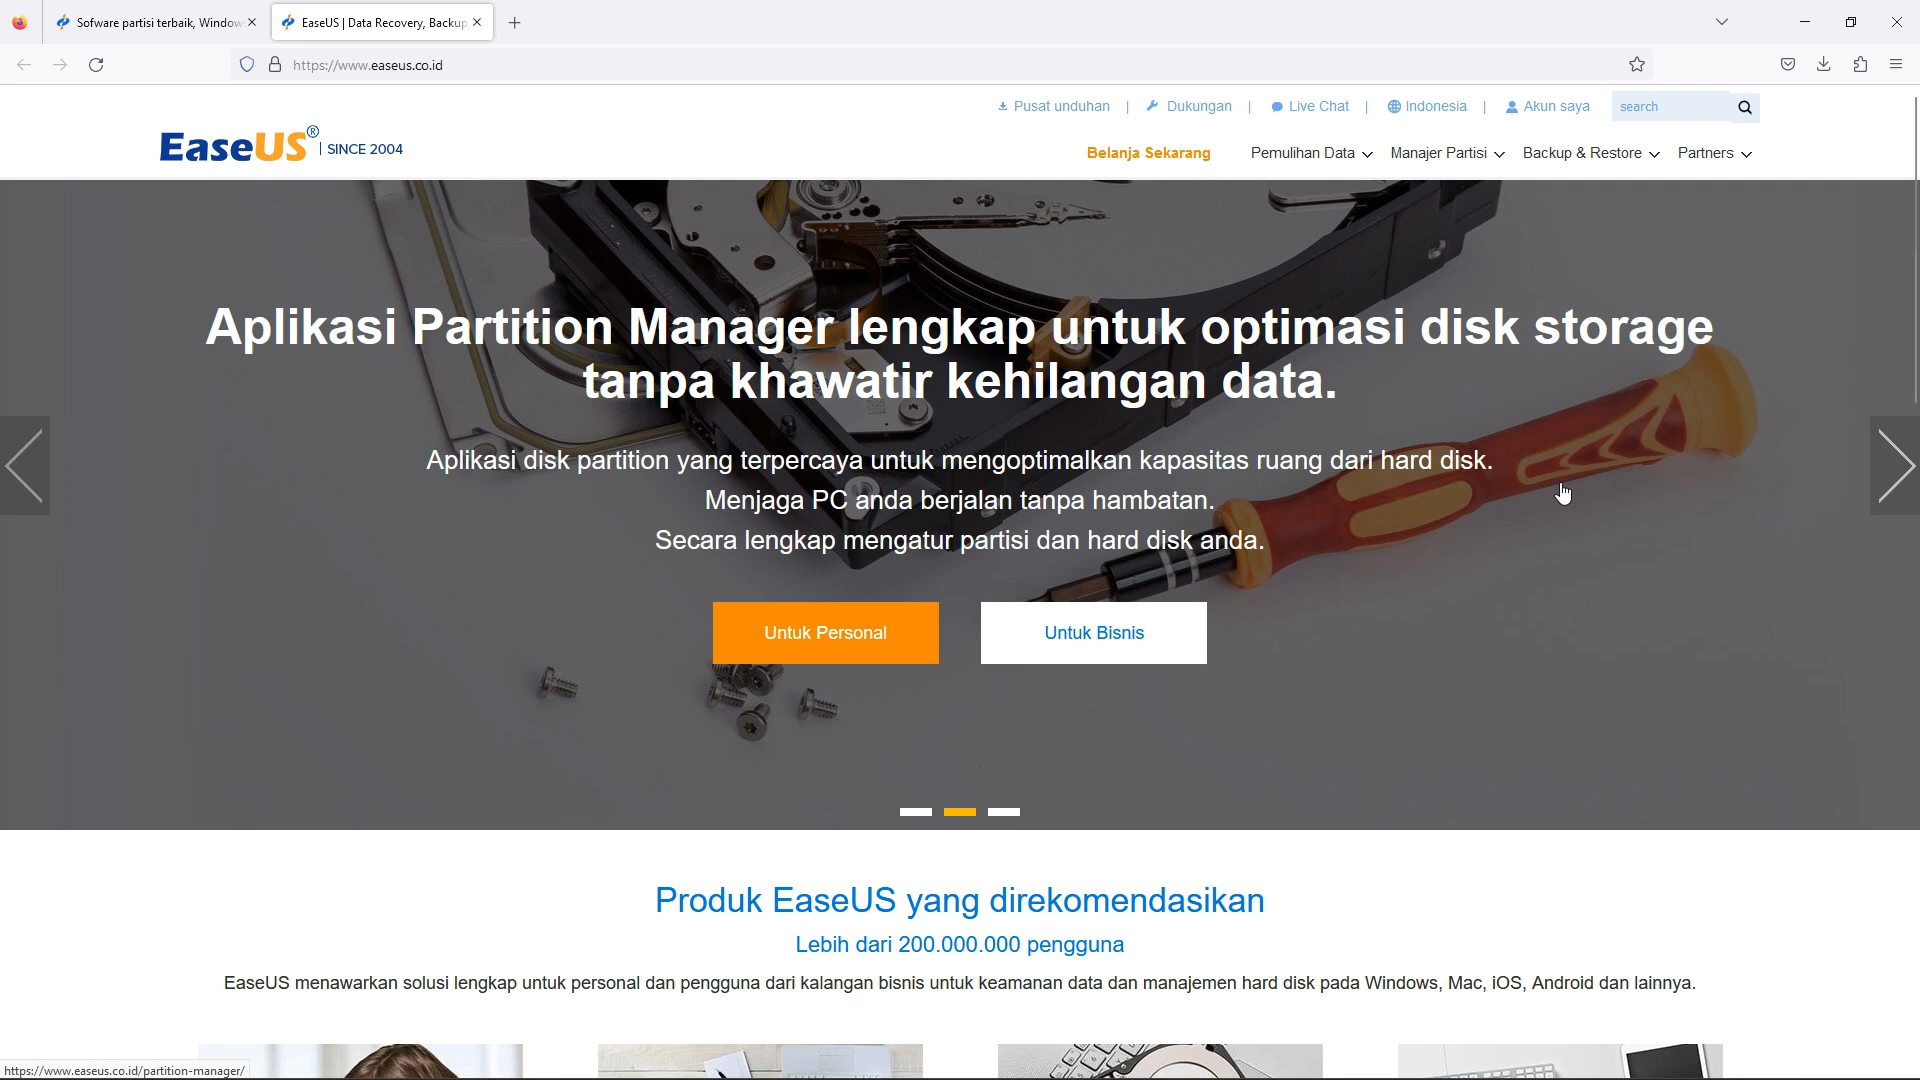 Sofware partisi terbaik, Window
EaseUS | Data Recovery, Backup
https://www.easeus.co.id
Pusat unduhan | Dukungan | Live Chat | Indonesia | Akun saya
search
EaseUS® | SINCE 2004
Belanja Sekarang
Pemulihan Data
Manajer Partisi
Backup & Restore
Partners
Aplikasi Partition Manager lengkap untuk optimasi disk storage
tanpa khawatir kehilangan data.
Aplikasi disk partition yang terpercaya untuk mengoptimalkan kapasitas ruang dari hard disk.
Menjaga PC anda berjalan tanpa hambatan.
Secara lengkap mengatur partisi dan hard disk anda.
Untuk Personal
Untuk Bisnis
Produk EaseUS yang direkomendasikan
Lebih dari 200.000.000 pengguna
EaseUS menawarkan solusi lengkap untuk personal dan pengguna dari kalangan bisnis untuk keamanan data dan manajemen hard disk pada Windows, Mac, iOS, Android dan lainnya.
https://www.easeus.co.id/partition-manager/